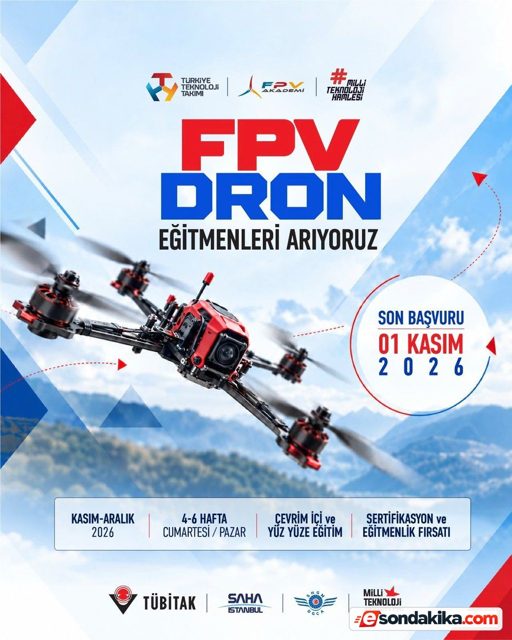 TÜRKİYE
TEKNOLOJİ
TAKIMI
FPV
AKADEMİ
#MİLLİ
TEKNOLOJİ
HAMLESİ
FPV
DRON
EĞİTMENLERİ ARIYORUZ
SON BAŞVURU
01 KASIM
2026
KASIM-ARALIK
2026
4-6 HAFTA
CUMARTESİ / PAZAR
ÇEVRİM İÇİ ve
YÜZ YÜZE EĞİTİM
SERTİFİKASYON ve
EĞİTMENLİK FIRSATI
TÜBİTAK
SAHA
İSTANBUL
MİLLİ
TEKNOLOJİ
esondakika.com